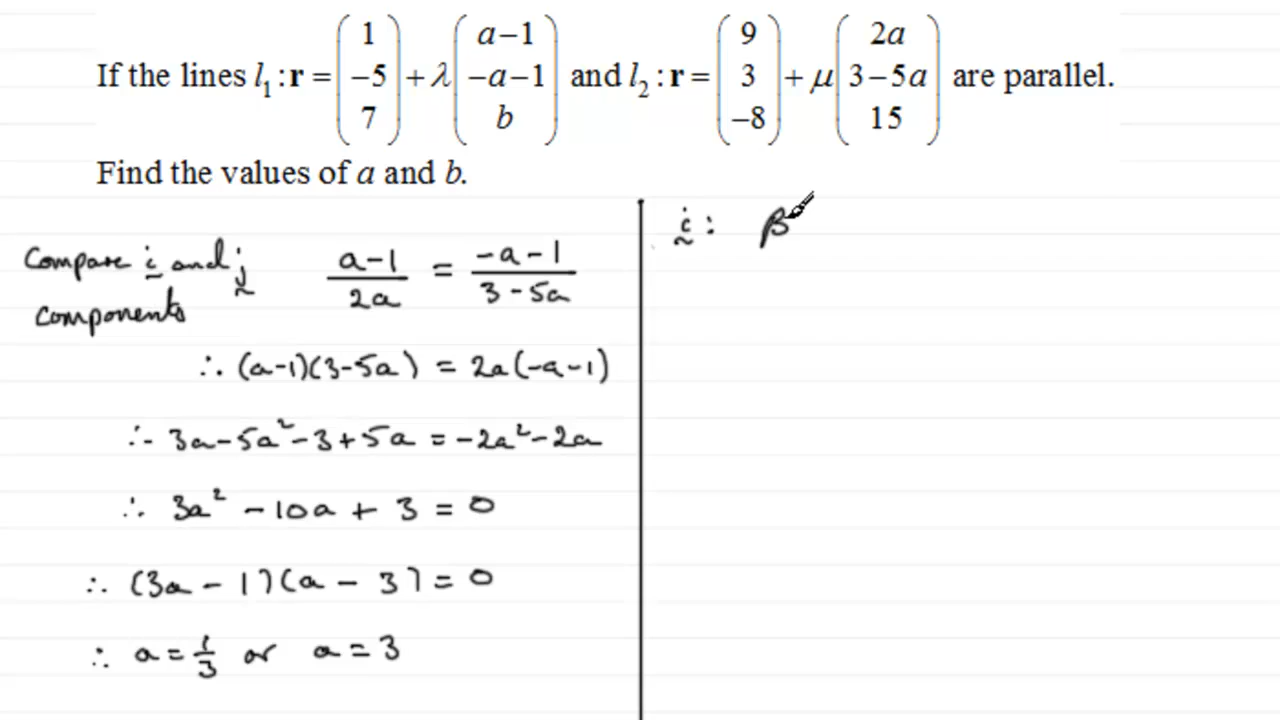 If the lines l₁ : r = (1, −5, 7) + λ (a−1, −a−1, b) and l₂ : r = (9, 3, −8) + μ (2a, 3−5a, 15) are parallel.
Find the values of a and b.
Compare i and j components
(a−1)/(2a) = (−a−1)/(3−5a)
∴ (a−1)(3−5a) = 2a(−a−1)
∴ 3a−5a²−3+5a = −2a²−2a
∴ 3a² −10a + 3 = 0
∴ (3a − 1)(a − 3) = 0
∴ a = 1/3 or a = 3
i : β